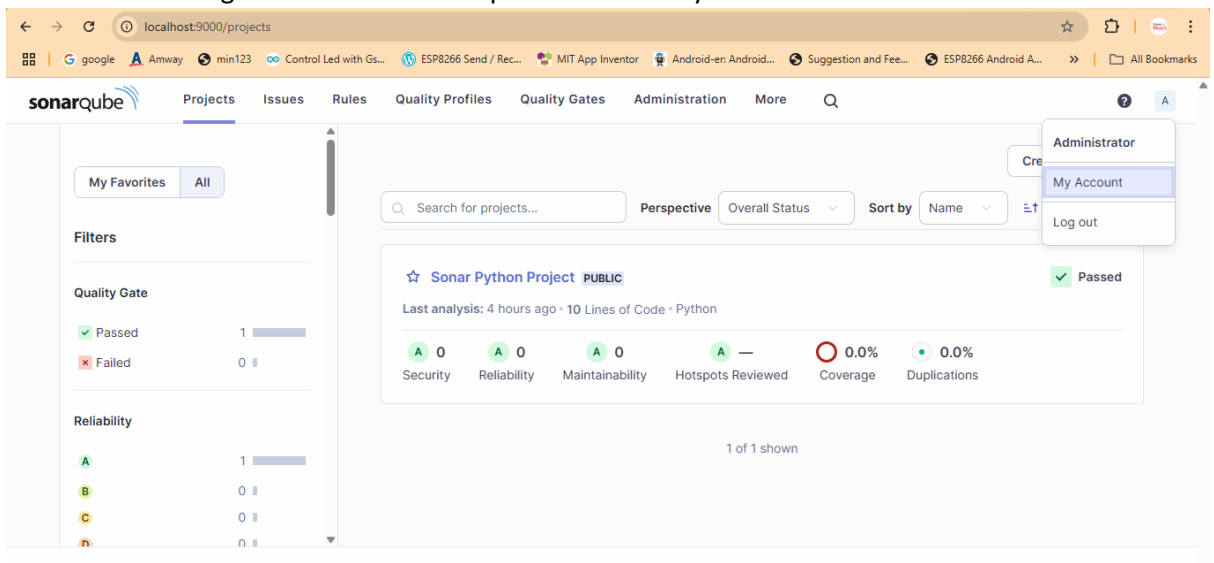 localhost:9000/projects
google Amway min123 Control Led with Gs... ESP8266 Send / Rec... MIT App Inventor Android-er: Android... Suggestion and Fee... ESP8266 Android A... » All Bookmarks
sonarqube Projects Issues Rules Quality Profiles Quality Gates Administration More ? A
Administrator
My Account
Log out
My Favorites All
Cre
Search for projects... Perspective Overall Status Sort by Name
Filters
Sonar Python Project PUBLIC Passed
Last analysis: 4 hours ago • 10 Lines of Code • Python
Quality Gate
Passed 1
Failed 0
A 0 A 0 A 0 A — 0.0% 0.0%
Security Reliability Maintainability Hotspots Reviewed Coverage Duplications
Reliability
A 1
B 0
C 0
D 0
1 of 1 shown